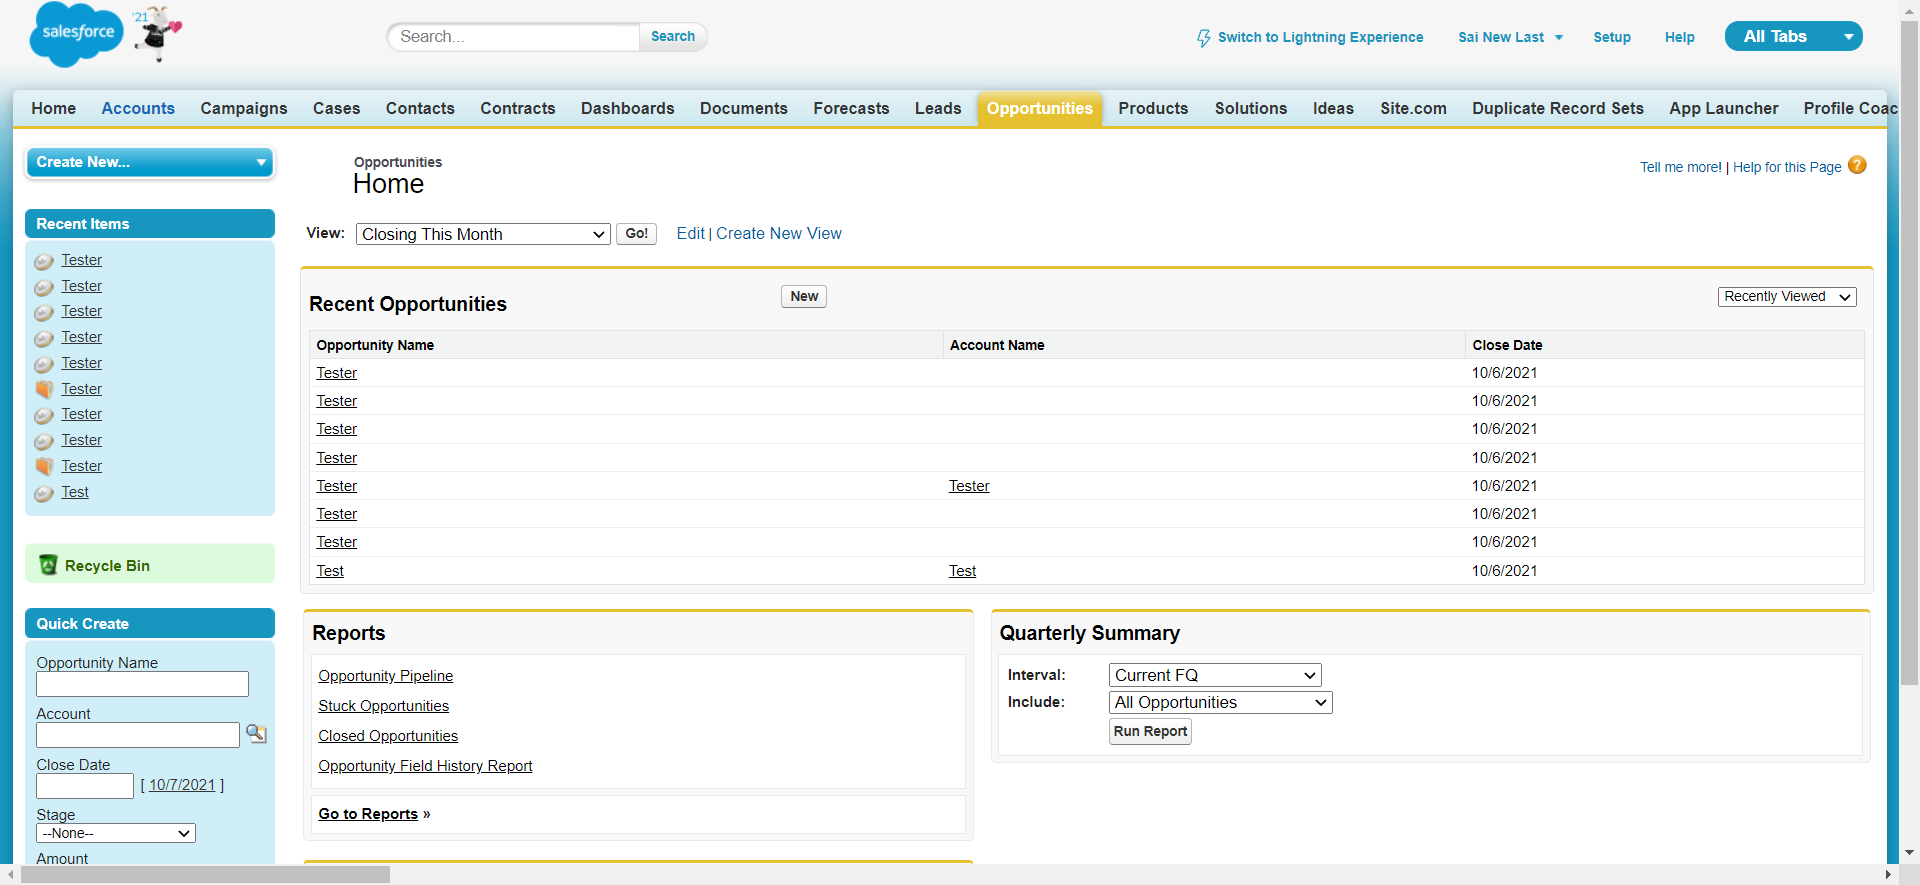 salesforce '21
Search... Search
Switch to Lightning Experience Sai New Last Setup Help All Tabs
Home Accounts Campaigns Cases Contacts Contracts Dashboards Documents Forecasts Leads Opportunities Products Solutions Ideas Site.com Duplicate Record Sets App Launcher Profile Coac
Create New...
Recent Items
Tester
Tester
Tester
Tester
Tester
Tester
Tester
Tester
Tester
Test
Recycle Bin
Quick Create
Opportunity Name
Account
Close Date
[ 10/7/2021 ]
Stage
--None--
Amount
Opportunities
Home
Tell me more! | Help for this Page ?
View: Closing This Month Go! Edit | Create New View
Recent Opportunities New Recently Viewed
Opportunity Name Account Name Close Date
Tester 10/6/2021
Tester 10/6/2021
Tester 10/6/2021
Tester 10/6/2021
Tester Tester 10/6/2021
Tester 10/6/2021
Tester 10/6/2021
Test Test 10/6/2021
Reports
Opportunity Pipeline
Stuck Opportunities
Closed Opportunities
Opportunity Field History Report
Go to Reports »
Quarterly Summary
Interval: Current FQ
Include: All Opportunities
Run Report